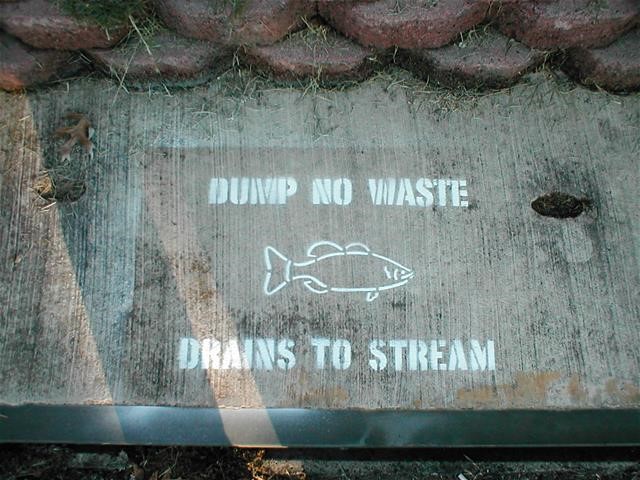 DUMP NO WASTE
DRAINS TO STREAM